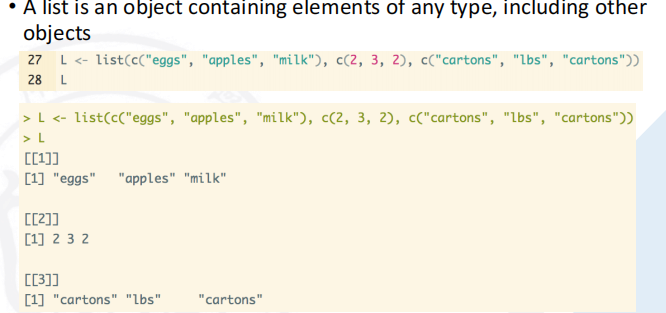 • A list is an object containing elements of any type, including other
objects
27 L <- list(c("eggs", "apples", "milk"), c(2, 3, 2), c("cartons", "lbs", "cartons"))
28 L
> L <- list(c("eggs", "apples", "milk"), c(2, 3, 2), c("cartons", "lbs", "cartons"))
> L
[[1]]
[1] "eggs" "apples" "milk"
[[2]]
[1] 2 3 2
[[3]]
[1] "cartons" "lbs" "cartons"